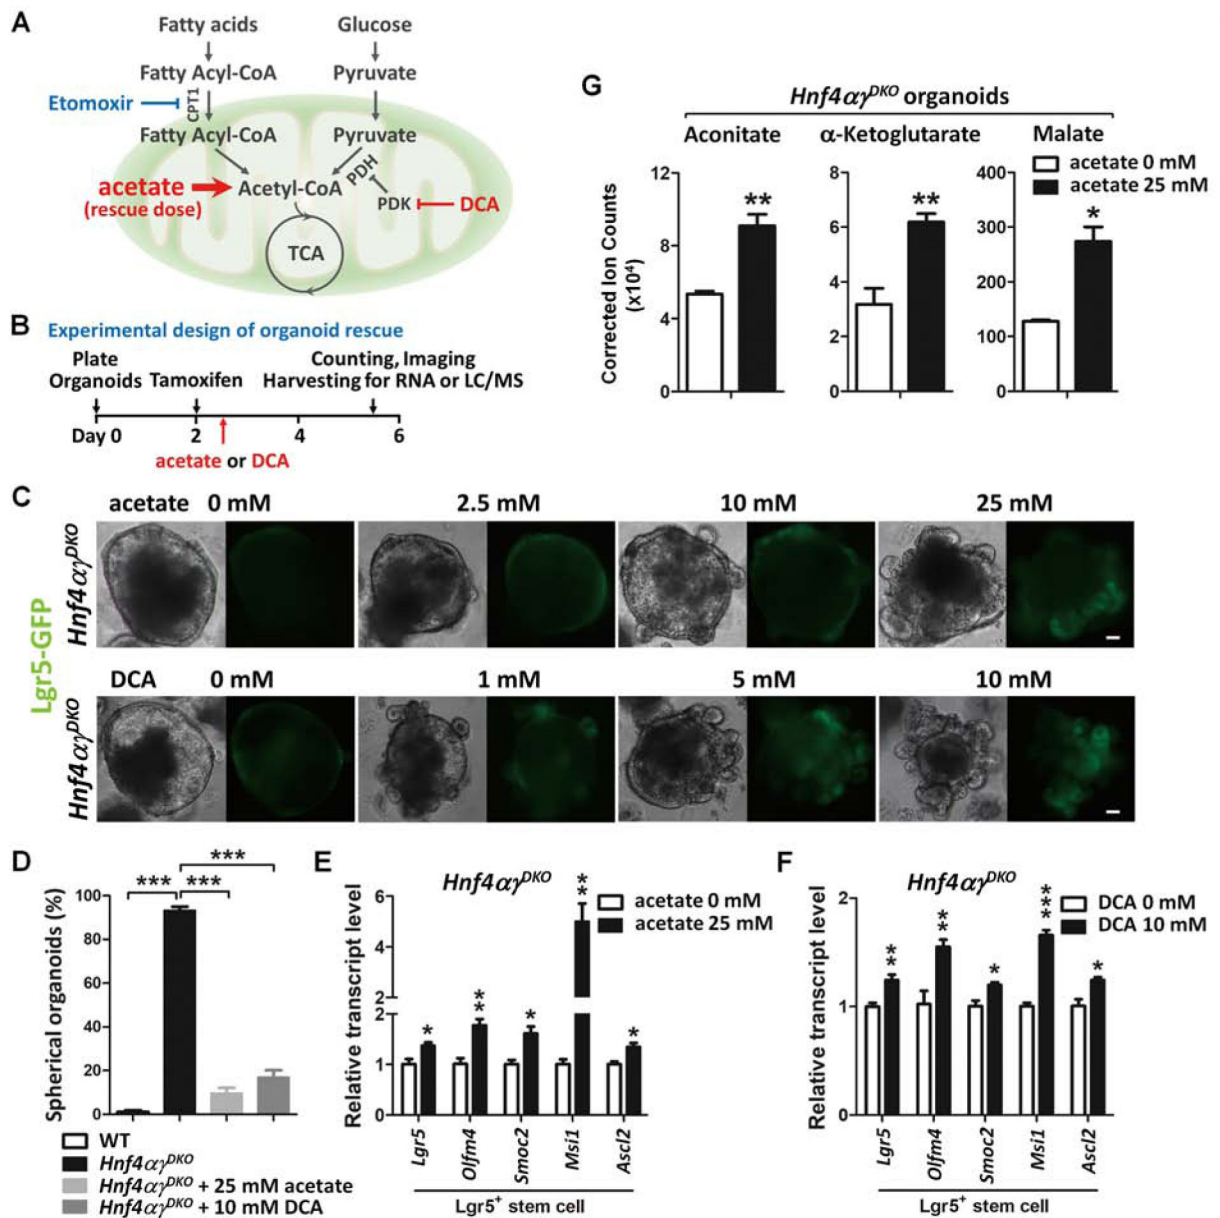 A
Fatty acids
Glucose
Fatty Acyl-CoA
Pyruvate
Etomoxir
CPT1
Fatty Acyl-CoA
Pyruvate
acetate
(rescue dose)
Acetyl-CoA
PDH
PDK
DCA
TCA
B
Experimental design of organoid rescue
Plate
Organoids
Tamoxifen
Counting, Imaging
Harvesting for RNA or LC/MS
Day 0
2
4
6
acetate or DCA
G
Hnf4αγDKO organoids
Aconitate
α-Ketoglutarate
Malate
acetate 0 mM
acetate 25 mM
Corrected Ion Counts
(x10⁴)
12
8
4
0
**
8
6
4
2
0
**
400
300
200
100
0
*
C
Lgr5-GFP
acetate 0 mM 2.5 mM 10 mM 25 mM
Hnf4αγDKO
DCA 0 mM 1 mM 5 mM 10 mM
Hnf4αγDKO
D
Spherical organoids (%)
100
80
60
40
20
0
***
***
***
WT
Hnf4αγDKO
Hnf4αγDKO + 25 mM acetate
Hnf4αγDKO + 10 mM DCA
E
Hnf4αγDKO
acetate 0 mM
acetate 25 mM
Relative transcript level
6
4
2
2
1
0
*
**
*
**
*
Lgr5
Olfm4
Smoc2
Msi1
Ascl2
Lgr5⁺ stem cell
F
Hnf4αγDKO
DCA 0 mM
DCA 10 mM
Relative transcript level
2
1
0
**
**
*
***
*
Lgr5
Olfm4
Smoc2
Msi1
Ascl2
Lgr5⁺ stem cell